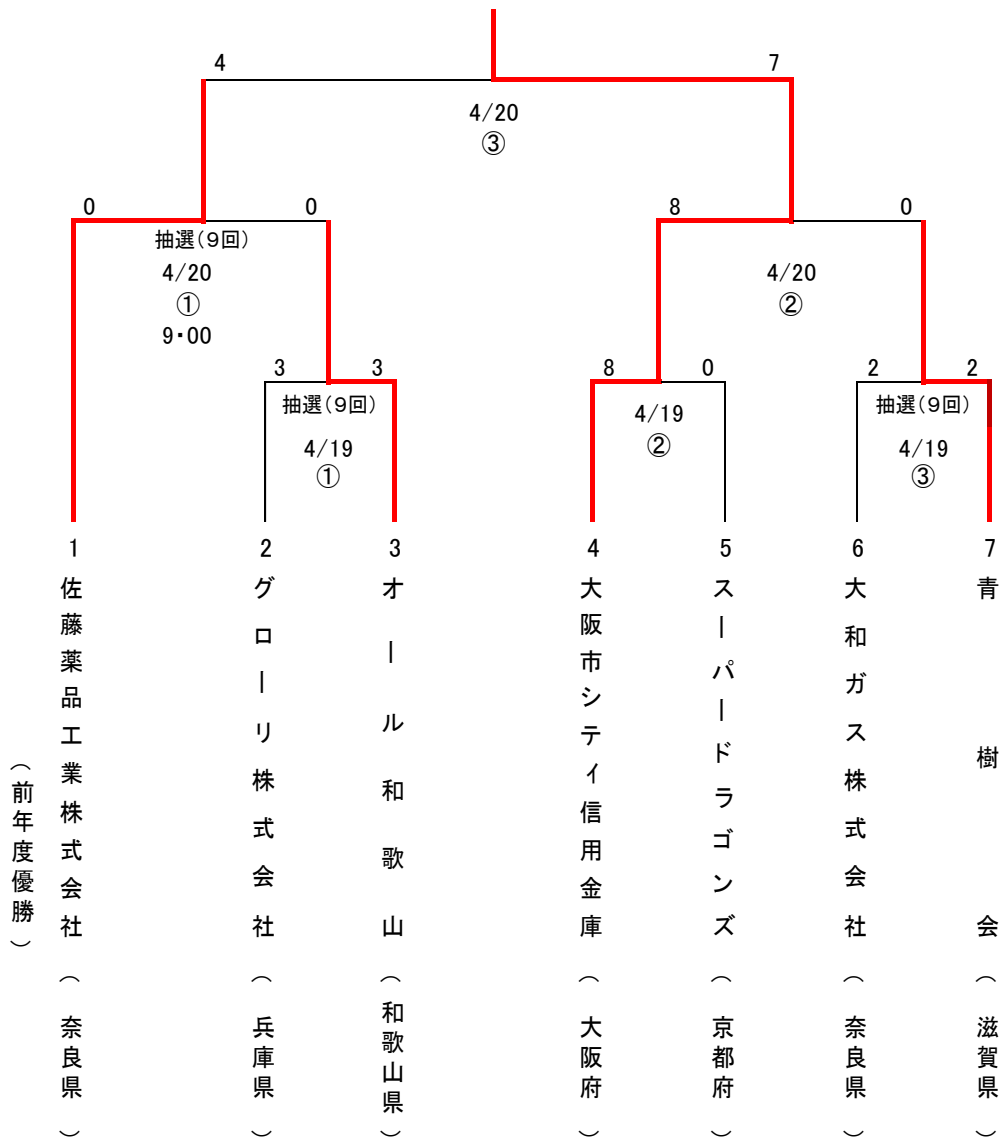 4 7
4/20
③
0 0 8 0
抽選(9回)
4/20
①
9・00
4/20
②
3 3 8 0 2 2
抽選(9回)
4/19
①
4/19
②
抽選(9回)
4/19
③
1 2 3 4 5 6 7
佐藤薬品工業株式会社(奈良県)
(前年度優勝)
グローリ株式会社(兵庫県)
オール和歌山(和歌山県)
大阪市シティ信用金庫(大阪府)
スーパードラゴンズ(京都府)
大和ガス株式会社(奈良県)
青樹会(滋賀県)